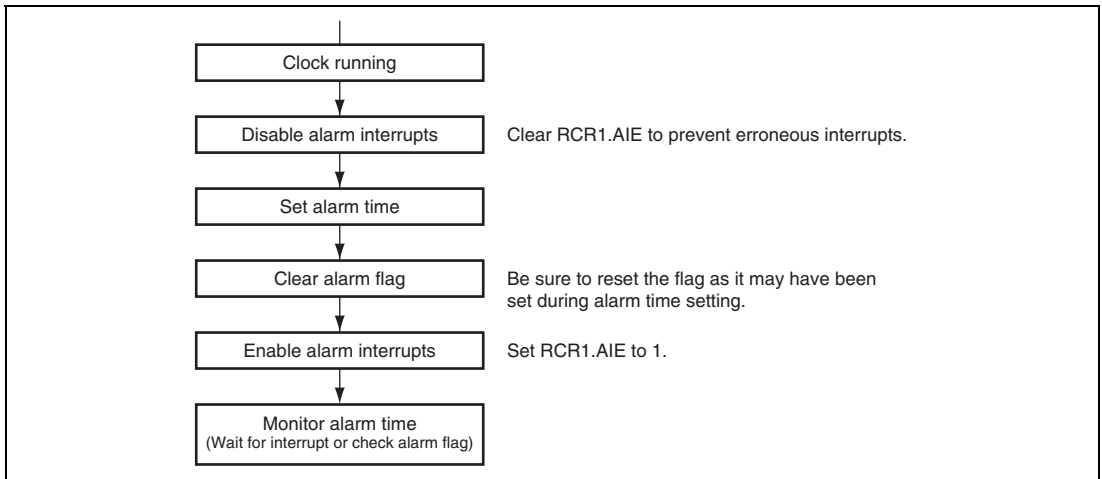 Clock running
Disable alarm interrupts
Clear RCR1.AIE to prevent erroneous interrupts.
Set alarm time
Clear alarm flag
Be sure to reset the flag as it may have been
set during alarm time setting.
Enable alarm interrupts
Set RCR1.AIE to 1.
Monitor alarm time
(Wait for interrupt or check alarm flag)